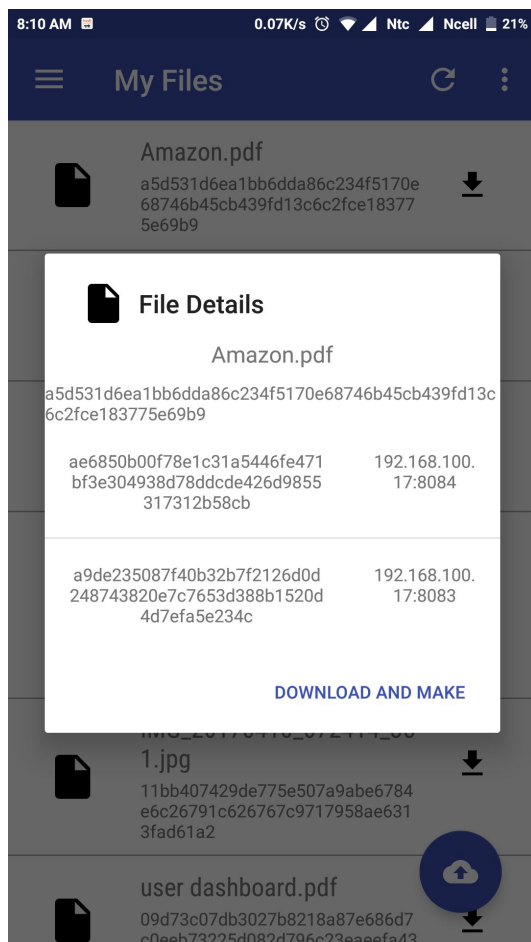 8:10 AM
0.07K/s
Ntc
Ncell
21%
My Files
Amazon.pdf
a5d531d6ea1bb6dda86c234f5170e
68746b45cb439fd13c6c2fce18377
5e69b9
File Details
Amazon.pdf
a5d531d6ea1bb6dda86c234f5170e68746b45cb439fd13c
6c2fce183775e69b9
ae6850b00f78e1c31a5446fe471
bf3e304938d78ddcde426d9855
317312b58cb
192.168.100.
17:8084
a9de235087f40b32b7f2126d0d
248743820e7c7653d388b1520d
4d7efa5e234c
192.168.100.
17:8083
DOWNLOAD AND MAKE
1.jpg
11bb407429de775e507a9abe6784
e6c26791c626767c9717958ae631
3fad61a2
user dashboard.pdf
09d73c07db3027b8218a87e686d7